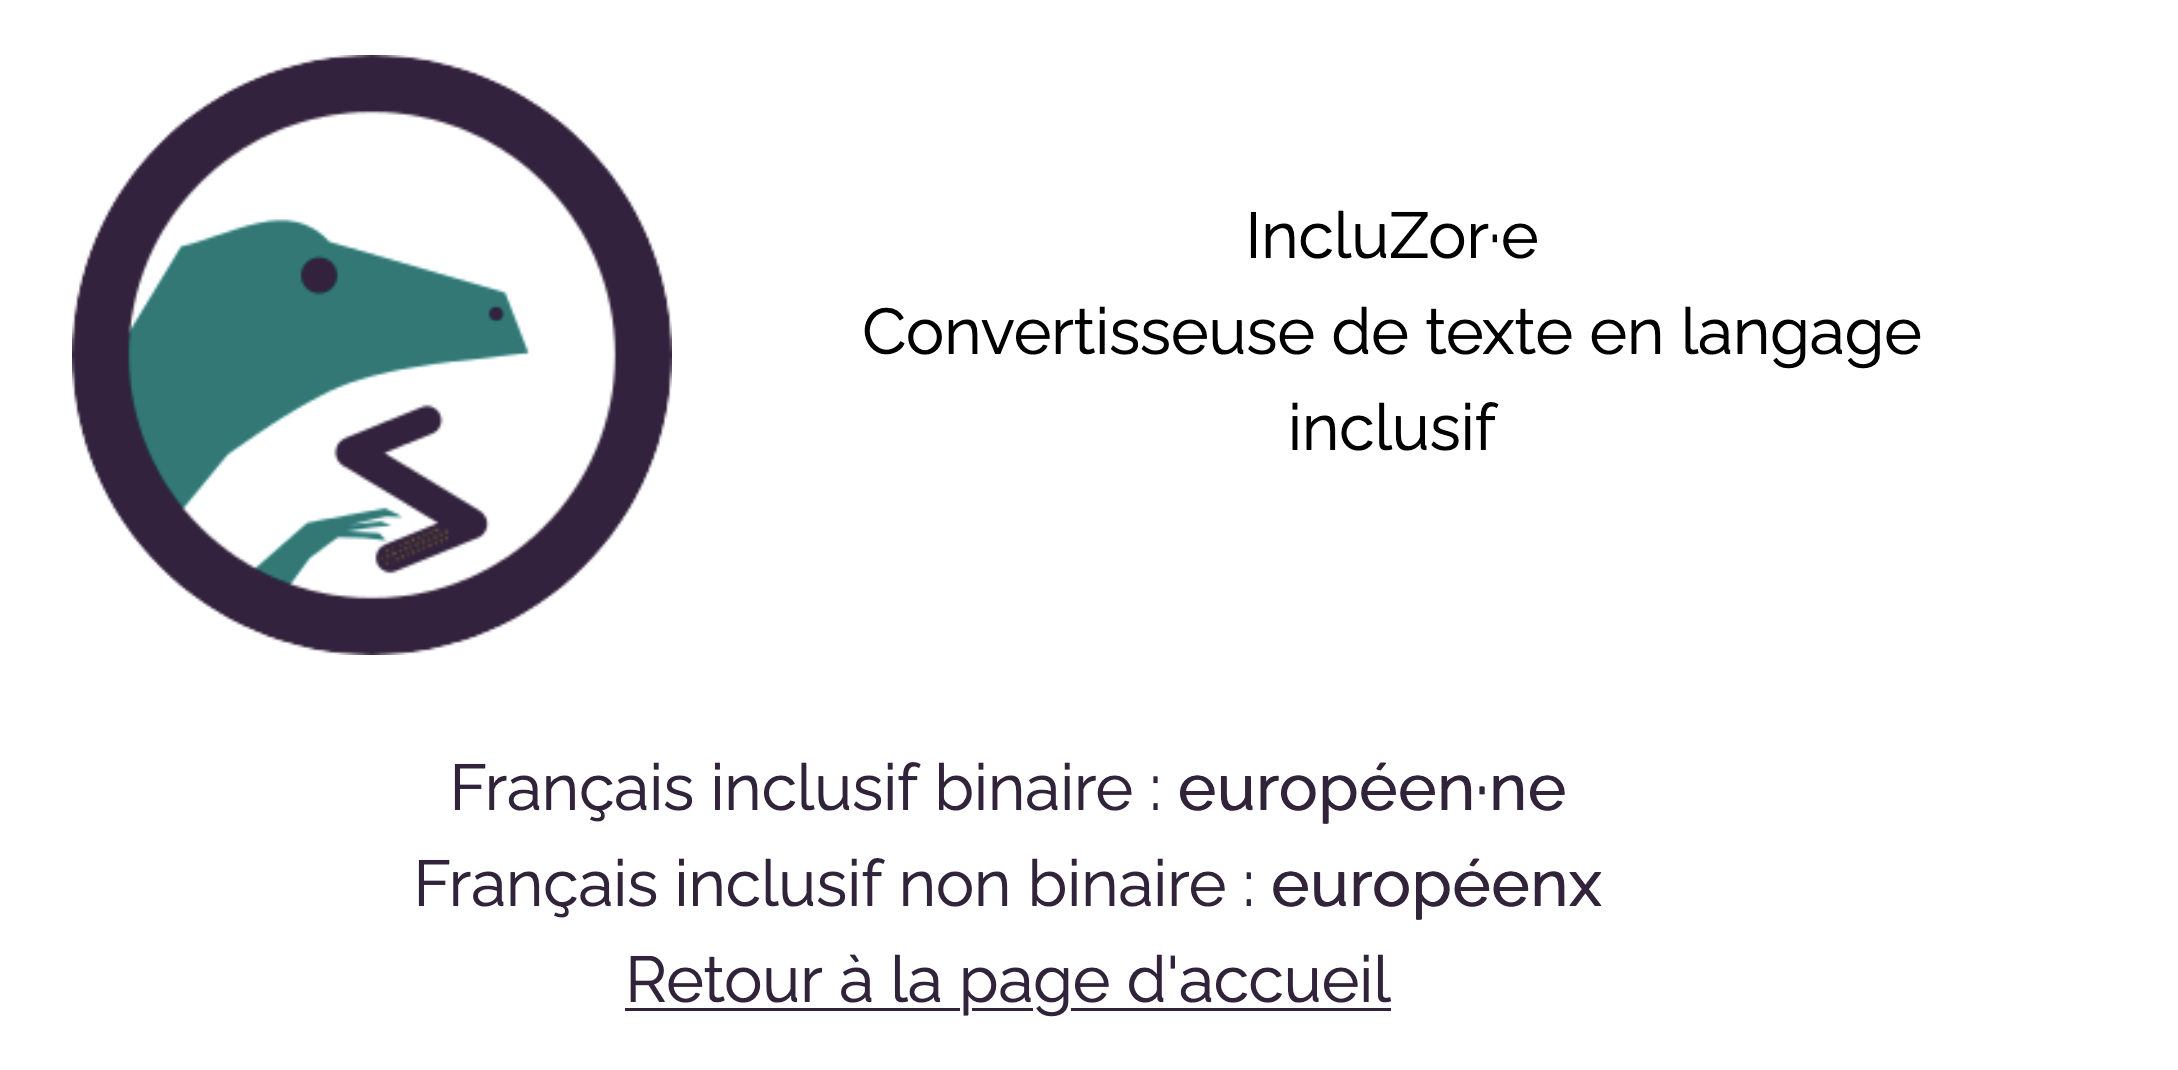 IncluZor·e
Convertisseuse de texte en langage
inclusif
Français inclusif binaire : européen·ne
Français inclusif non binaire : européenx
Retour à la page d'accueil